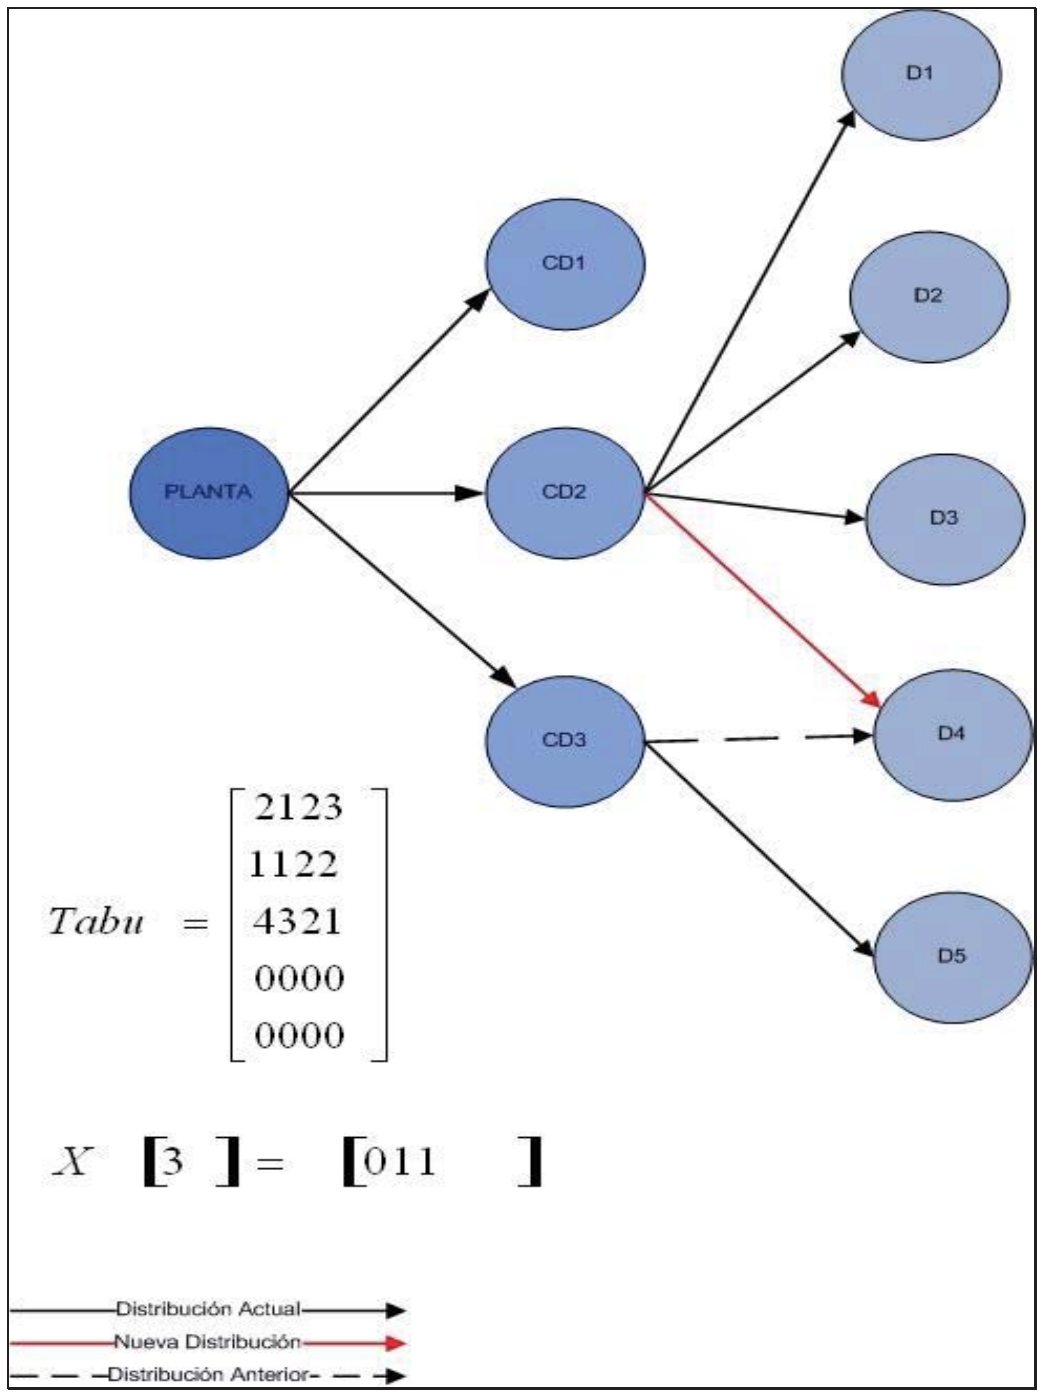 D1
CD1
D2
PLANTA
CD2
D3
CD3
D4
D5
Tabu = [2123
1122
4321
0000
0000]
X [3 ] = [011 ]
Distribución Actual
Nueva Distribución
Distribución Anterior